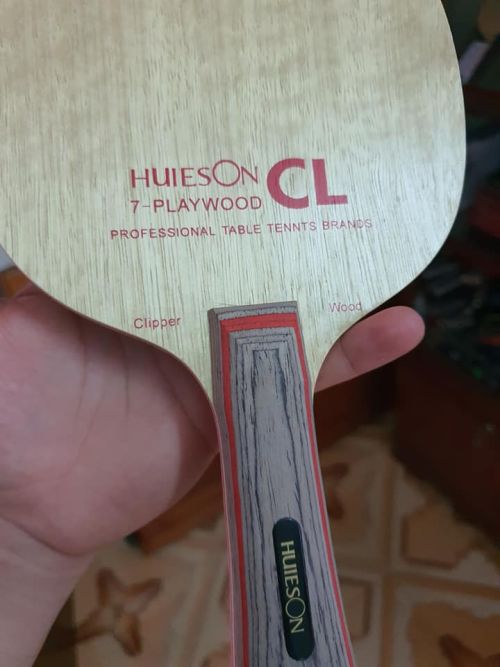 HUIESON CL
7-PLAYWOOD
PROFESSIONAL TABLE TENNTS BRANDS
Clipper Wood
HUIESON